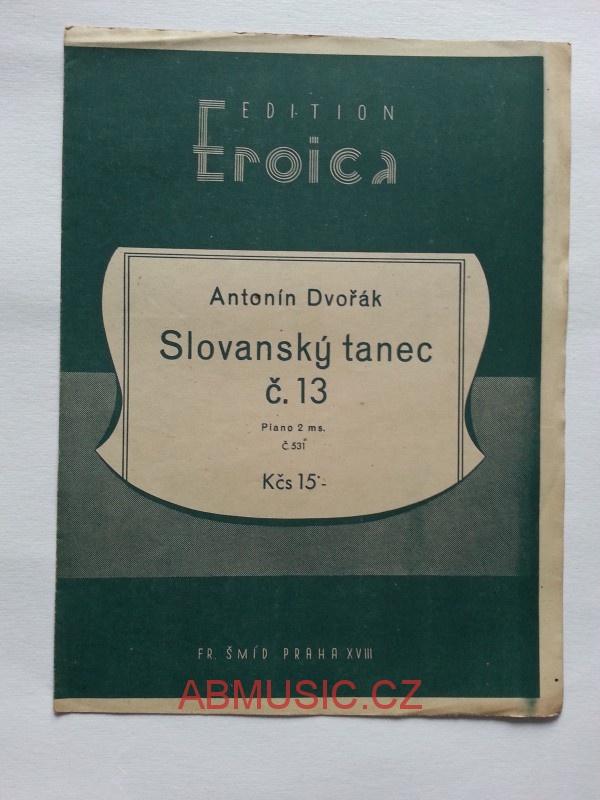 EDITION
Eroica
Antonín Dvořák
Slovanský tanec
č. 13
Piano 2 ms.
Č. 531
Kčs 15·-
FR. ŠMÍD PRAHA XVIII
ABMUSIC.CZ